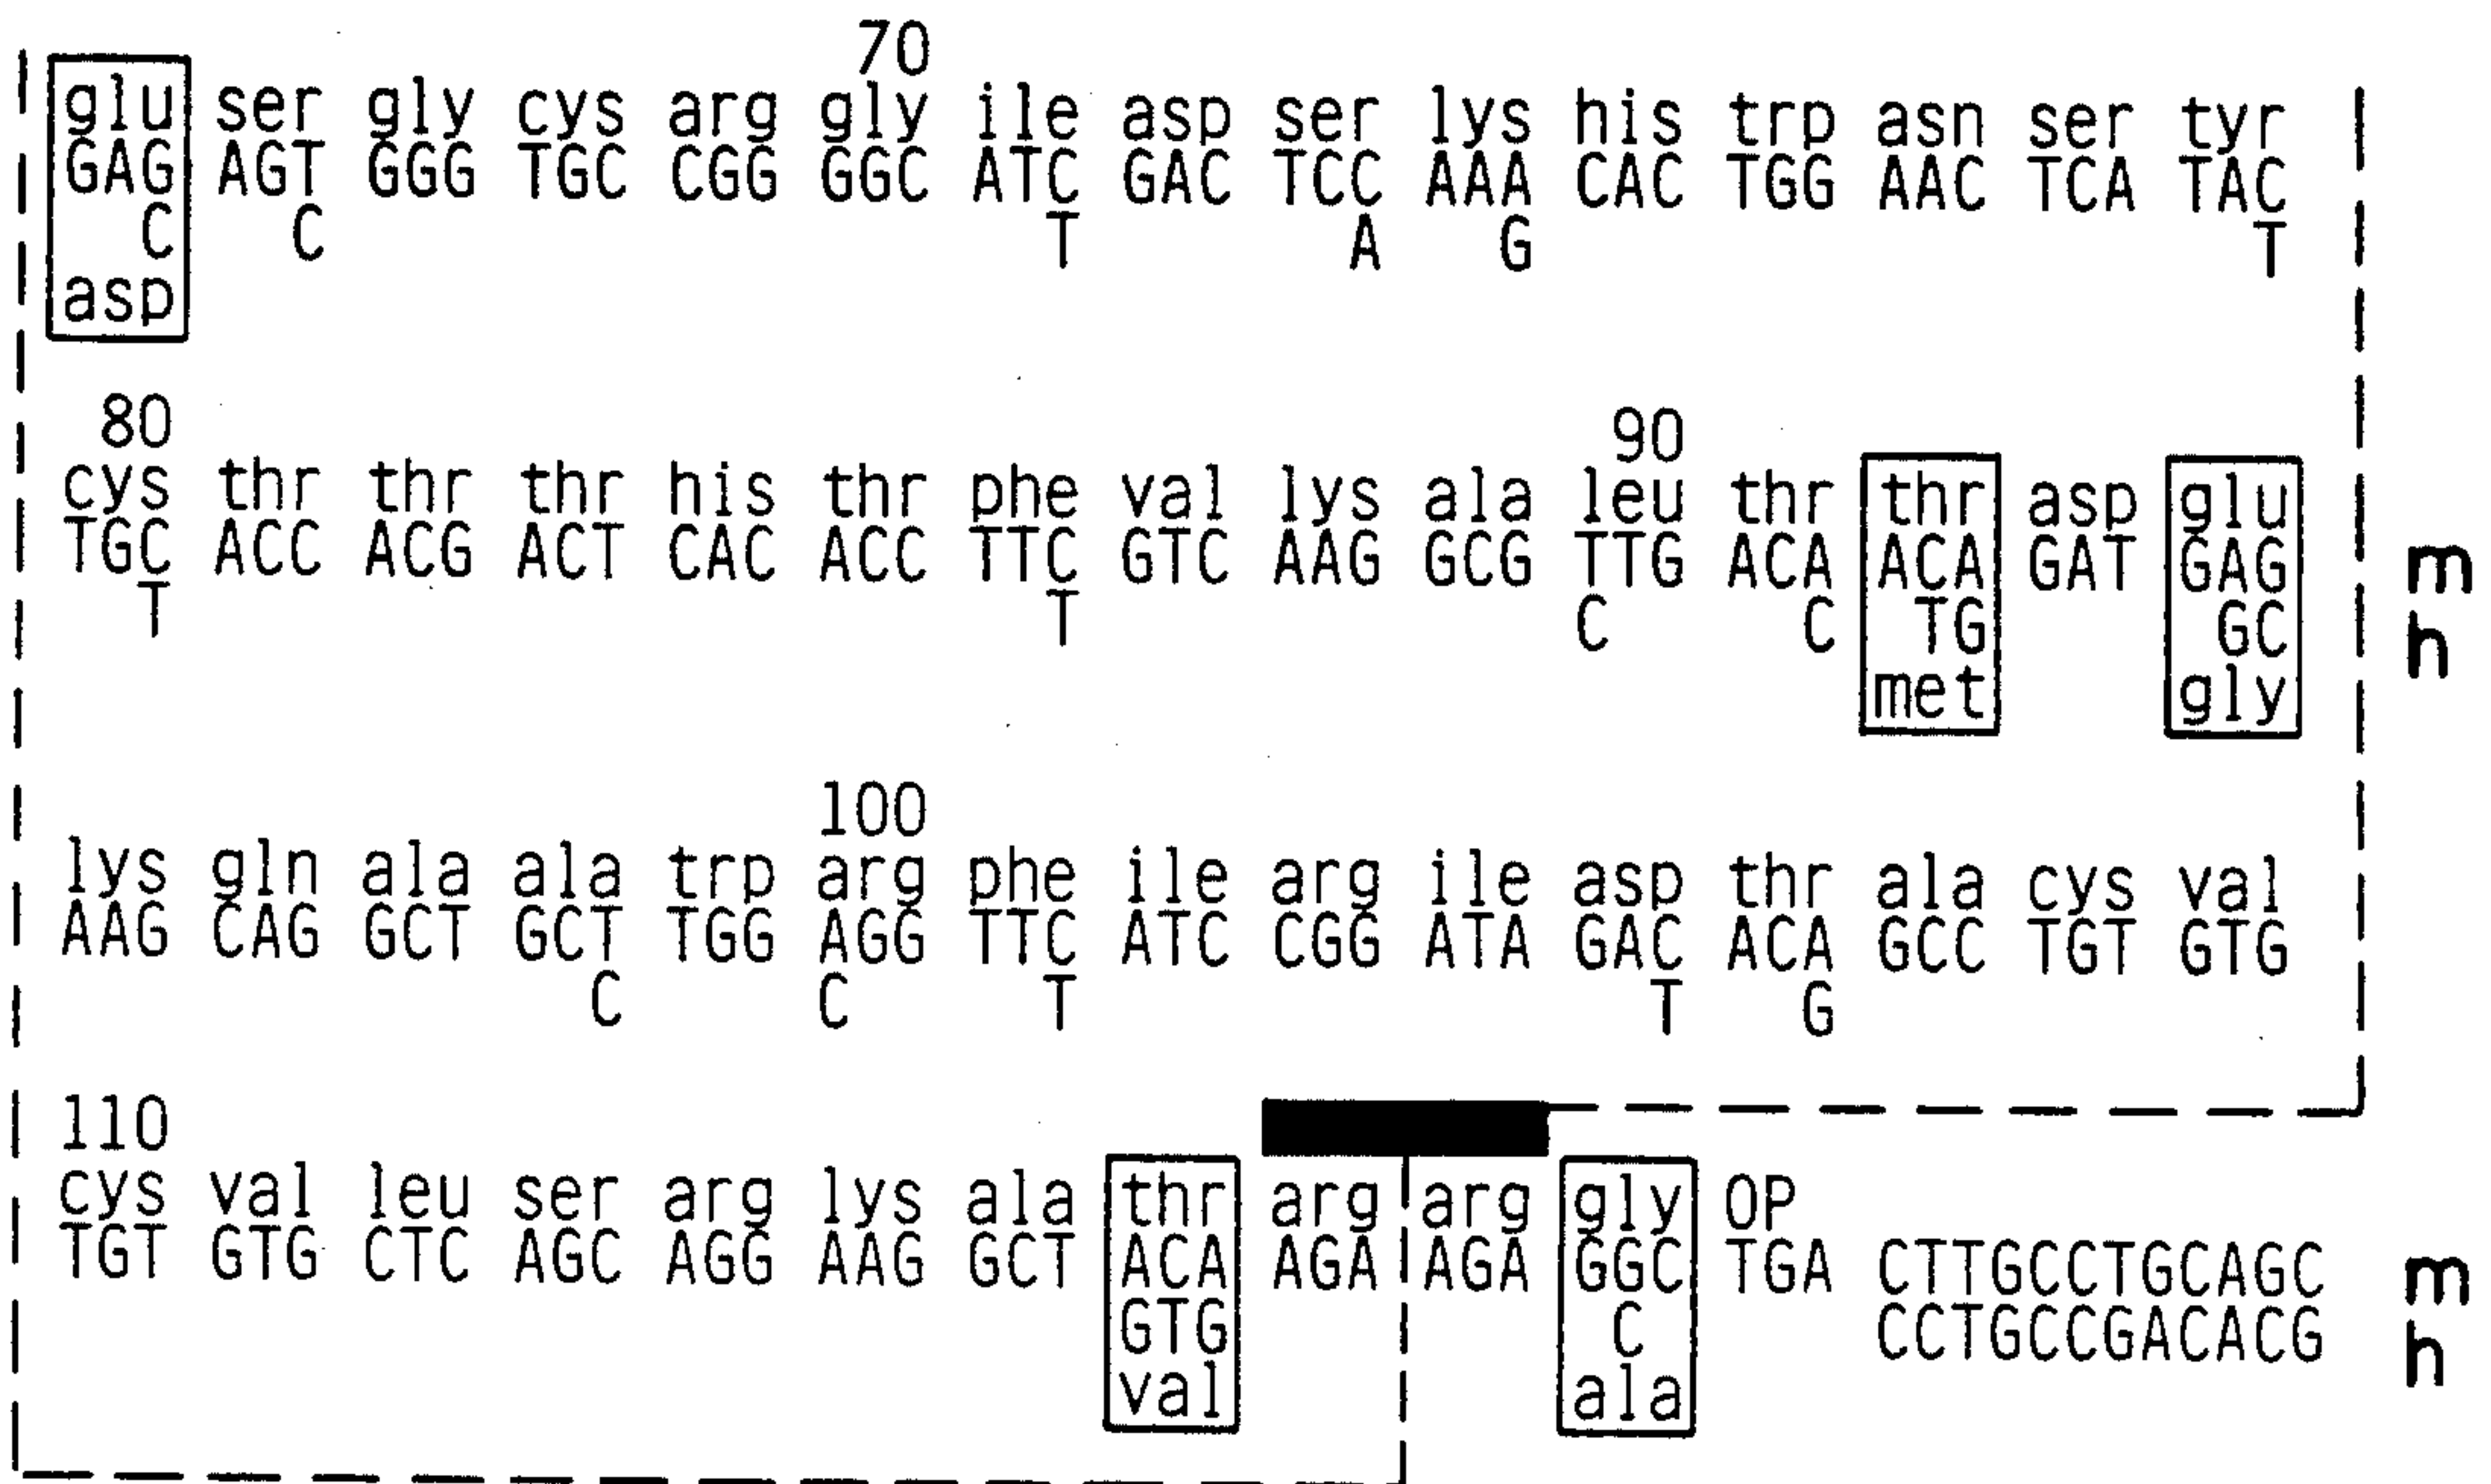 70
glu ser gly cys arg gly ile asp ser lys his trp asn ser tyr
GAG AGT GGG TGC CGG GGC ATC GAC TCC AAA CAC TGG AAC TCA TAC
C C T A G T
asp
80 90
cys thr thr thr his thr phe val lys ala leu thr thr asp glu
TGC ACC ACG ACT CAC ACC TTC GTC AAG GCG TTG ACA ACA GAT GAG m
T T C C TG GC h
met gly
100
lys gln ala ala trp arg phe ile arg ile asp thr ala cys val
AAG CAG GCT GCT TGG AGG TTC ATC CGG ATA GAC ACA GCC TGT GTG
C C T T G
110
cys val leu ser arg lys ala thr arg arg gly OP
TGT GTG CTC AGC AGG AAG GCT ACA AGA AGA GGC TGA CTTGCCTGCAGC m
GTG C CCTGCCGACACG h
val ala